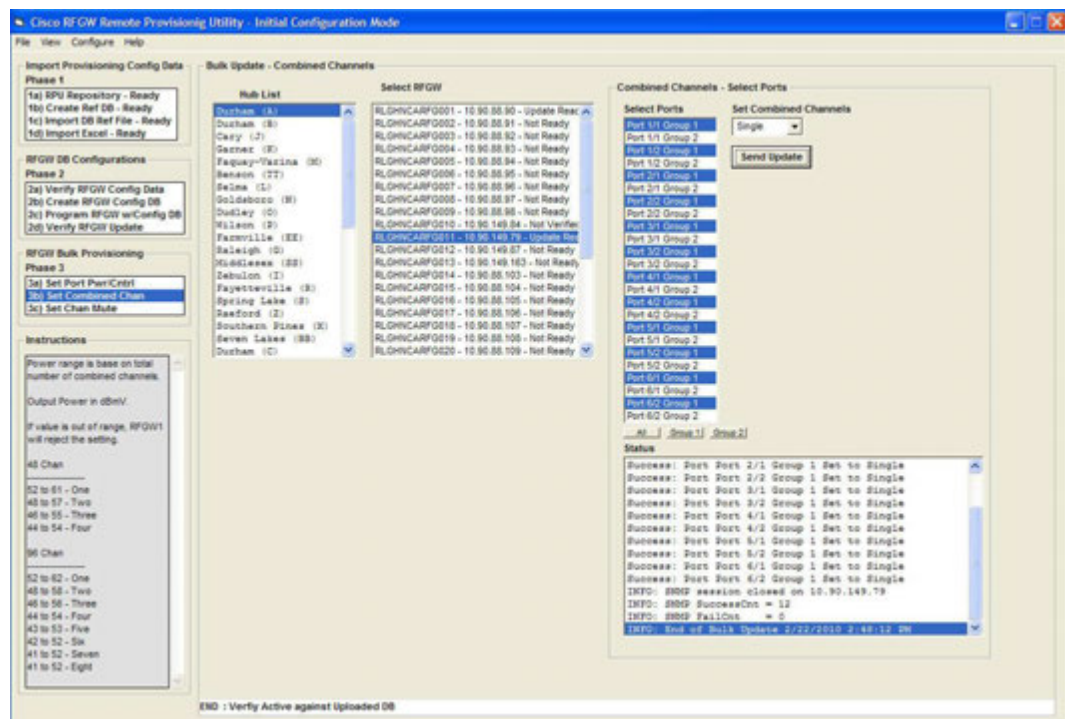 Cisco RFGW Remote Provisionig Utility - Initial Configuration Mode
File View Configure Help
Import Provisioning Config Data
Phase 1
1a) RPU Repository - Ready
1b) Create Ref DB - Ready
1c) Import DB Ref File - Ready
1d) Import Excel - Ready
RFGW DB Configurations
Phase 2
2a) Verify RFGW Config Data
2b) Create RFGW Config DB
2c) Program RFGW w/Config DB
2d) Verify RFGW Update
RFGW Bulk Provisioning
Phase 3
3a) Set Port Pwr/Cntrl
3b) Set Combined Chan
3c) Set Chan Mute
Instructions
Power range is base on total
number of combined channels.
Output Power in dBmV.
If value is out of range, RFGW1
will reject the setting.
48 Chan
52 to 61 - One
48 to 57 - Two
46 to 55 - Three
44 to 54 - Four
96 Chan
52 to 62 - One
48 to 58 - Two
46 to 56 - Three
44 to 54 - Four
43 to 53 - Five
42 to 52 - Six
41 to 52 - Seven
41 to 52 - Eight
Bulk Update - Combined Channels
Hub List
Durham (A)
Durham (B)
Cary (J)
Garner (K)
Fuquay-Varina (M)
Benson (TT)
Selma (L)
Goldsboro (N)
Dudley (O)
Wilson (P)
Farmville (EE)
Raleigh (G)
Middlesex (SS)
Zebulon (I)
Fayetteville (R)
Spring Lake (S)
Raeford (Z)
Southern Pines (X)
Seven Lakes (BB)
Durham (C)
Select RFGW
RLGHNCARFG001 - 10.90.88.90 - Update Reac
RLGHNCARFG002 - 10.90.88.91 - Not Ready
RLGHNCARFG003 - 10.90.88.92 - Not Ready
RLGHNCARFG004 - 10.90.88.93 - Not Ready
RLGHNCARFG005 - 10.90.88.94 - Not Ready
RLGHNCARFG006 - 10.90.88.95 - Not Ready
RLGHNCARFG007 - 10.90.88.96 - Not Ready
RLGHNCARFG008 - 10.90.88.97 - Not Ready
RLGHNCARFG009 - 10.90.88.98 - Not Ready
RLGHNCARFG010 - 10.90.149.84 - Not Verifiec
RLGHNCARFG011 - 10.90.149.79 - Update Rea
RLGHNCARFG012 - 10.90.149.87 - Not Ready
RLGHNCARFG013 - 10.90.149.163 - Not Ready
RLGHNCARFG014 - 10.90.88.103 - Not Ready
RLGHNCARFG015 - 10.90.88.104 - Not Ready
RLGHNCARFG016 - 10.90.88.105 - Not Ready
RLGHNCARFG017 - 10.90.88.106 - Not Ready
RLGHNCARFG018 - 10.90.88.107 - Not Ready
RLGHNCARFG019 - 10.90.88.108 - Not Ready
RLGHNCARFG020 - 10.90.88.109 - Not Ready
Combined Channels - Select Ports
Select Ports
Port 1/1 Group 1
Port 1/1 Group 2
Port 1/2 Group 1
Port 1/2 Group 2
Port 2/1 Group 1
Port 2/1 Group 2
Port 2/2 Group 1
Port 2/2 Group 2
Port 3/1 Group 1
Port 3/1 Group 2
Port 3/2 Group 1
Port 3/2 Group 2
Port 4/1 Group 1
Port 4/1 Group 2
Port 4/2 Group 1
Port 4/2 Group 2
Port 5/1 Group 1
Port 5/1 Group 2
Port 5/2 Group 1
Port 5/2 Group 2
Port 6/1 Group 1
Port 6/1 Group 2
Port 6/2 Group 1
Port 6/2 Group 2
All Group 1 Group 2
Set Combined Channels
Single
Send Update
Status
Success: Port Port 2/1 Group 1 Set to Single
Success: Port Port 2/2 Group 1 Set to Single
Success: Port Port 3/1 Group 1 Set to Single
Success: Port Port 3/2 Group 1 Set to Single
Success: Port Port 4/1 Group 1 Set to Single
Success: Port Port 4/2 Group 1 Set to Single
Success: Port Port 5/1 Group 1 Set to Single
Success: Port Port 5/2 Group 1 Set to Single
Success: Port Port 6/1 Group 1 Set to Single
Success: Port Port 6/2 Group 1 Set to Single
INFO: SNMP session closed on 10.90.149.79
INFO: SNMP SuccessCnt = 12
INFO: SNMP FailCnt = 0
INFO: End of Bulk Update 2/22/2010 2:48:12 PM
END : Verfiy Active against Uploaded DB